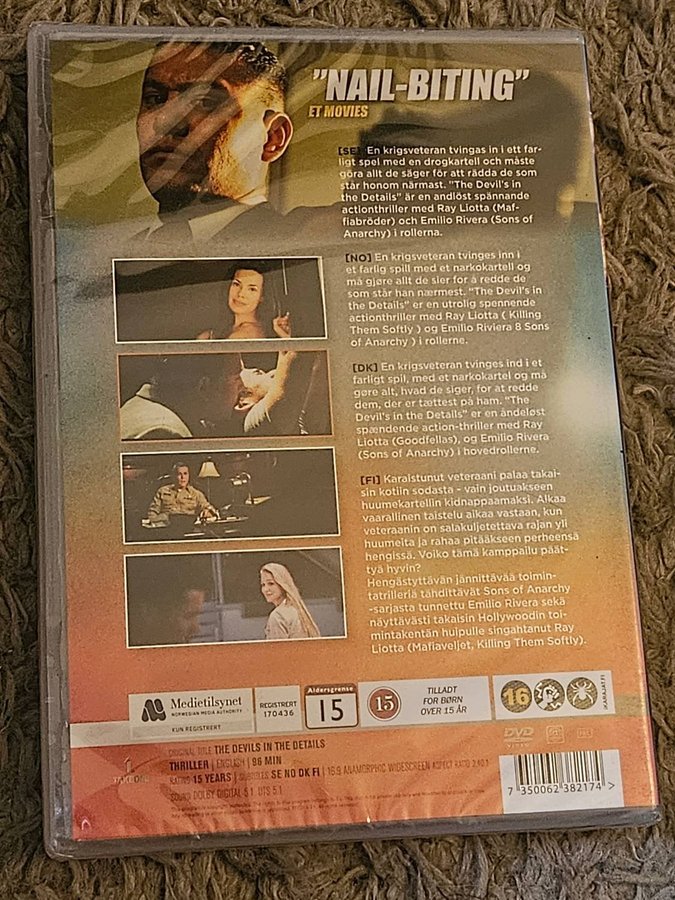 "NAIL-BITING"
ET MOVIES
[SE] En krigsveteran tvingas in i ett far-
ligt spel med en drogkartell och måste
göra allt de säger för att rädda de som
står honom närmast. "The Devil's in
the Details" är en andlöst spännande
actionthriller med Ray Liotta (Maf-
fiabröder) och Emilio Rivera (Sons of
Anarchy) i rollerna.
[NO] En krigsveteran tvinges inn i
et farlig spill med et narkokartell og
må gjøre allt de sier for å redde de
som står han nærmest. "The Devil's in
the Details" er en utrolig spennende
actionthriller med Ray Liotta ( Killing
Them Softly ) og Emilio Riviera 8 Sons
of Anarchy ) i rollerne.
[DK] En krigsveteran tvinges ind i et
farligt spil, med et narkokartel og må
gøre alt, hvad de siger, for at redde
dem, der er tættest på ham. "The
Devil's in the Details" er en åndeløst
spændende action-thriller med Ray
Liotta (Goodfellas), og Emilio Rivera
(Sons of Anarchy) i hovedrollerne.
[FI] Karaistunut veteraani palaa takai-
sin kotiin sodasta - vain joutuakseen
huumekartellin kidnappaamaksi. Alkaa
vaarallinen taistelu aikaa vastaan, kun
veteraanin on salakuljetettava rajan yli
huumeita ja rahaa pitääkseen perheensä
hengissä. Voiko tämä kamppailu päät-
tyä hyvin?
Hengästyttävän jännittävää toimin-
tatrilleriä tähdittävät Sons of Anarchy
-sarjasta tunnettu Emilio Rivera sekä
näyttävästi takaisin Hollywoodin toi-
mintakentän huipulle singahtanut Ray
Liotta (Mafiaveljet, Killing Them Softly).
Medietilsynet
NORWEGIAN MEDIA AUTHORITY
KUN REGISTRERT
REGISTRERT
170436
Aldersgrense
15
15
TILLADT
FOR BØRN
OVER 15 ÅR
16
IKARAJAT.FI
DVD
VIDEO
ORIGINAL TITLE THE DEVILS IN THE DETAILS
THRILLER | ENGLISH | 96 MIN
RATING 15 YEARS | SUBTITLES SE NO DK FI | 16:9 ANAMORPHIC WIDESCREEN ASPECT RATIO 2.40:1
SOUND DOLBY DIGITAL 5.1, DTS 5.1
7 350062 382174 >